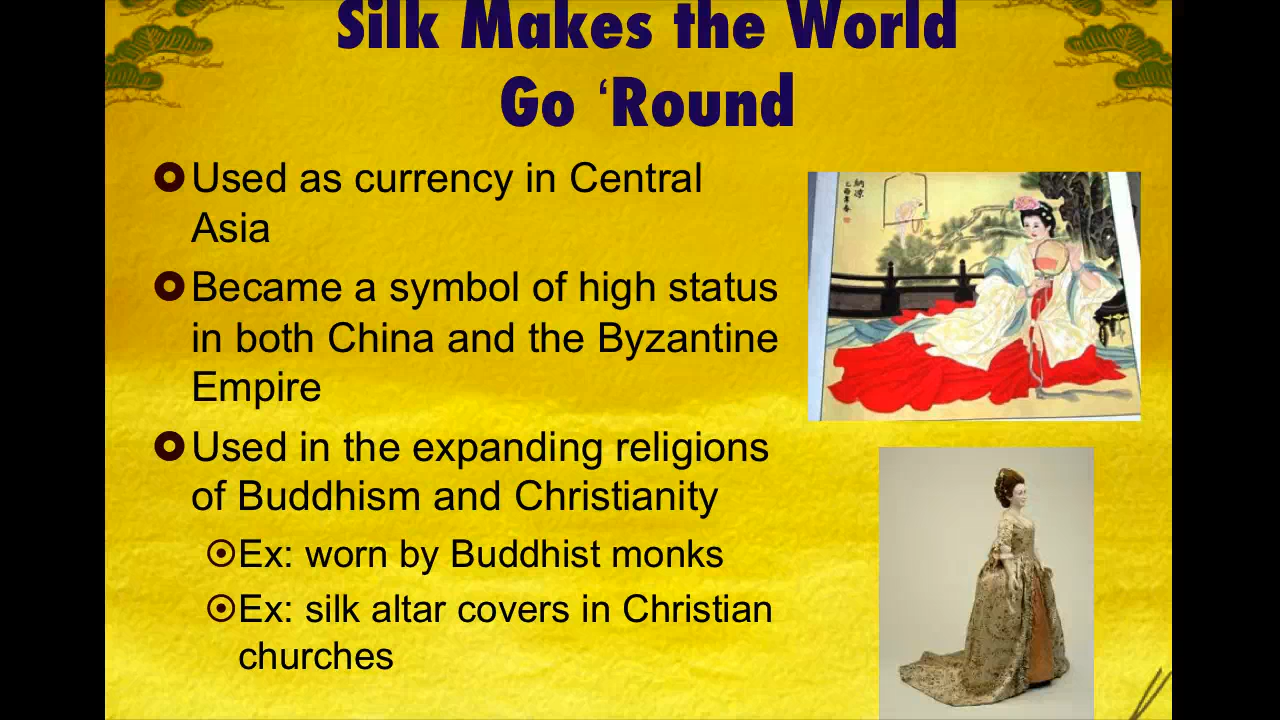 Silk Makes the World
Go ‘Round
Used as currency in Central
Asia
Became a symbol of high status
in both China and the Byzantine
Empire
Used in the expanding religions
of Buddhism and Christianity
Ex: worn by Buddhist monks
Ex: silk altar covers in Christian
churches